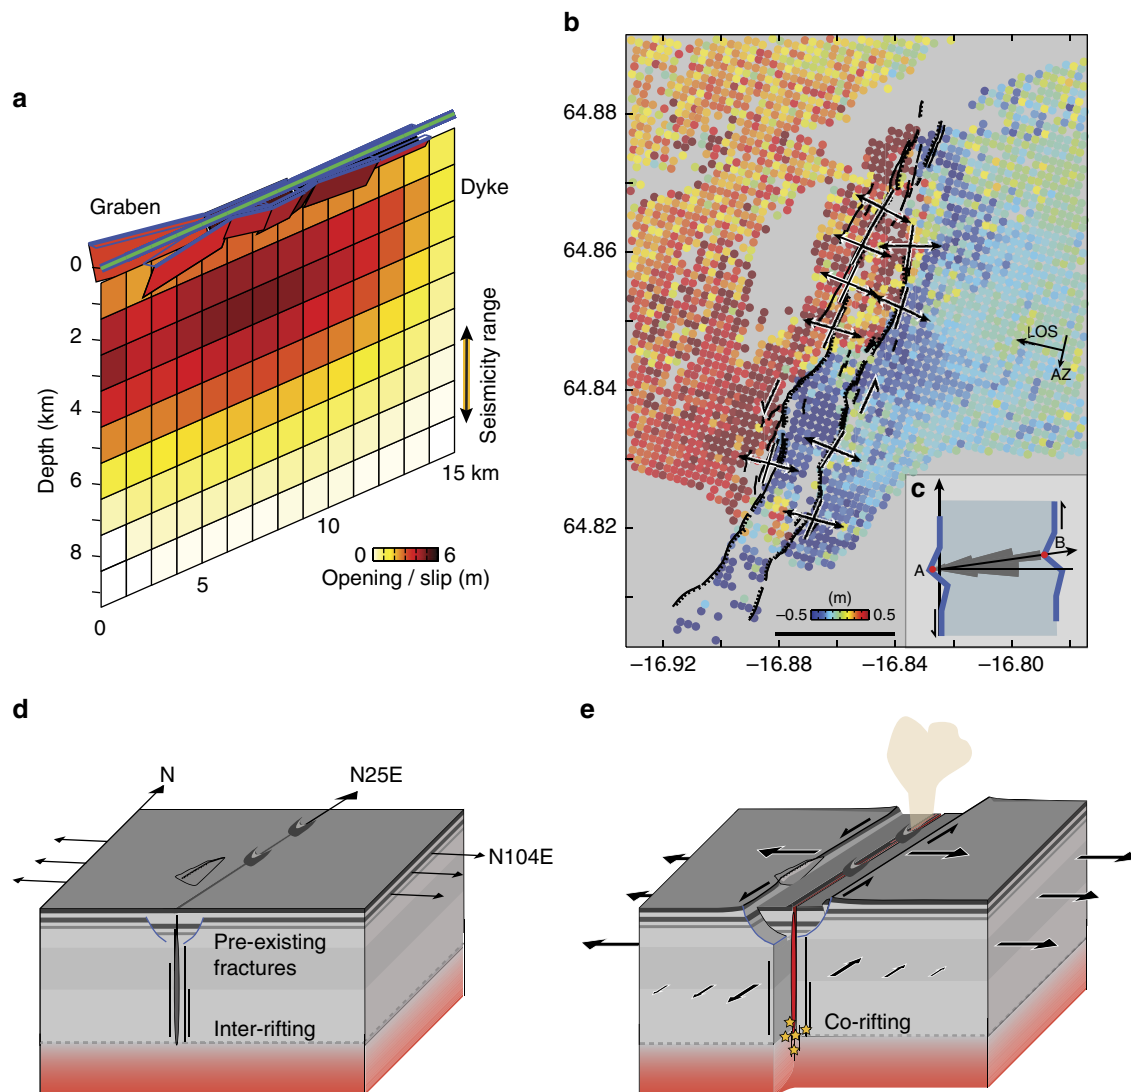 a
Graben
Dyke
0
2
4
6
8
Depth (km)
Seismicity range
15 km
10
5
0
0 6
Opening / slip (m)
b
64.88
64.86
64.84
64.82
LOS
AZ
c
A
B
(m)
−0.5 0.5
−16.92 −16.88 −16.84 −16.80
d
N
N25E
N104E
Pre-existing
fractures
Inter-rifting
e
Co-rifting